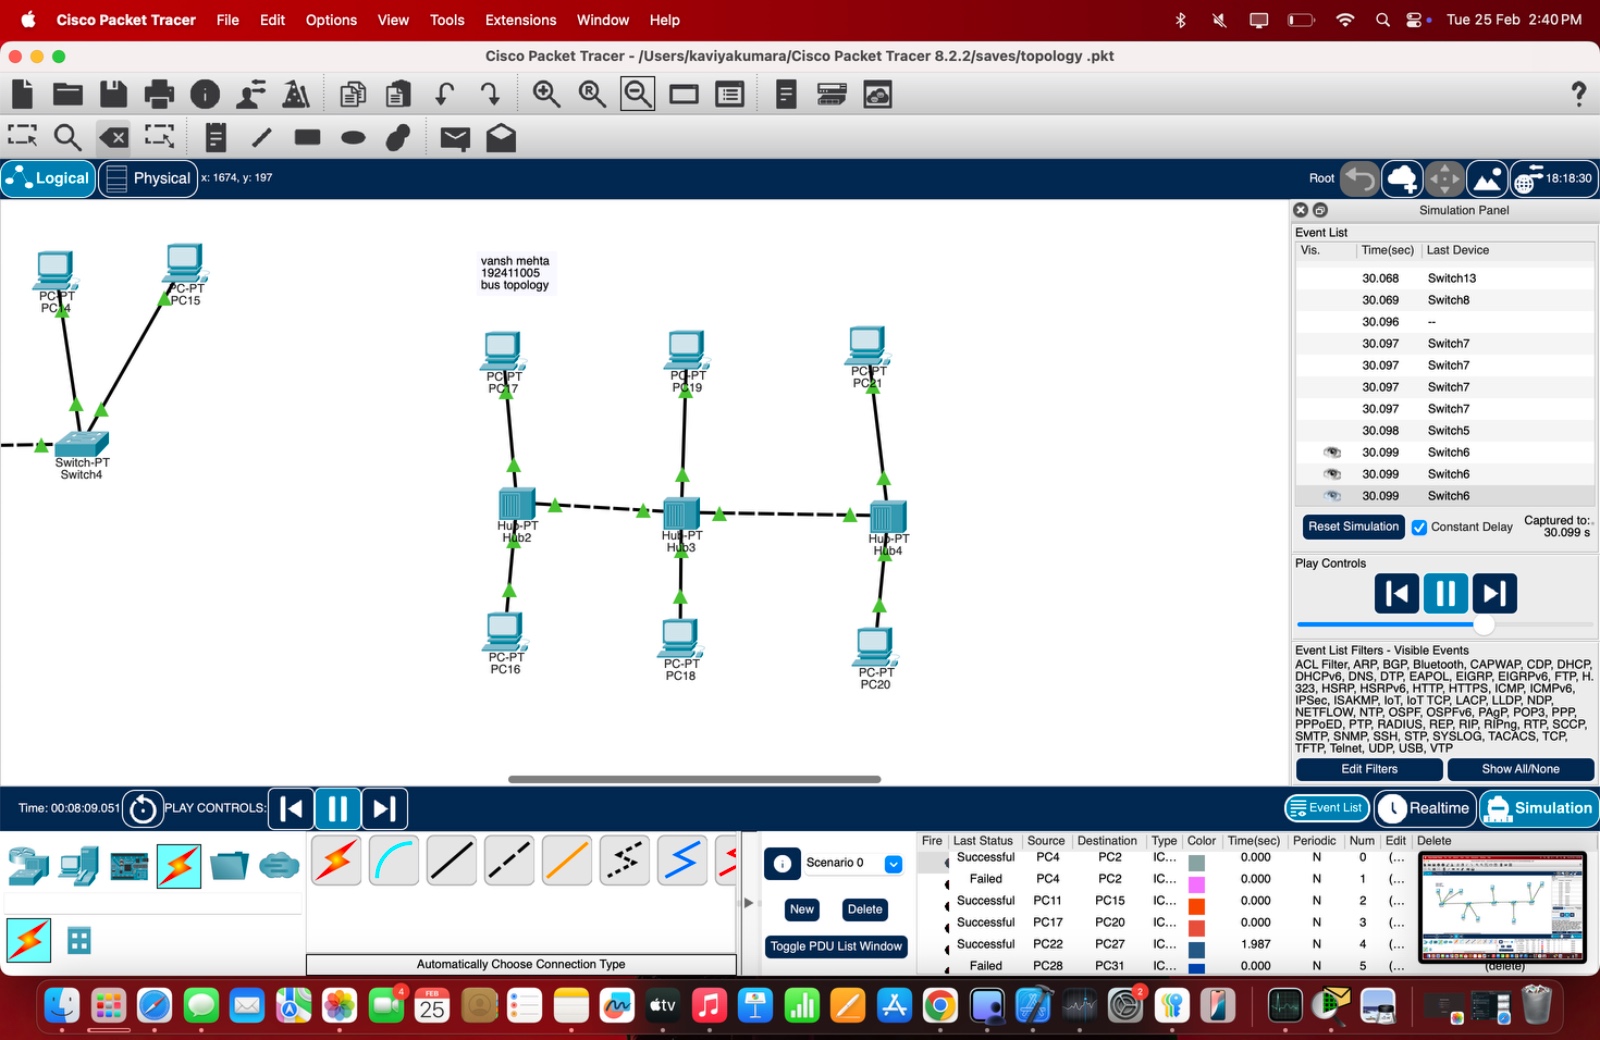 Cisco Packet Tracer File Edit Options View Tools Extensions Window Help Tue 25 Feb 2:40 PM
Cisco Packet Tracer - /Users/kaviyakumara/Cisco Packet Tracer 8.2.2/saves/topology .pkt
Logical Physical x: 1674, y: 197 Root 18:18:30
PC-PT
PC14
PC-PT
PC15
Switch-PT
Switch4
vansh mehta
192411005
bus topology
PC-PT
PC17
PC-PT
PC19
PC-PT
PC21
Hub-PT
Hub2
Hub-PT
Hub3
Hub-PT
Hub4
PC-PT
PC16
PC-PT
PC18
PC-PT
PC20
Simulation Panel
Event List
Vis. Time(sec) Last Device
30.068 Switch13
30.069 Switch8
30.096 --
30.097 Switch7
30.097 Switch7
30.097 Switch7
30.097 Switch7
30.098 Switch5
30.099 Switch6
30.099 Switch6
30.099 Switch6
Reset Simulation Constant Delay Captured to:
30.099 s
Play Controls
Event List Filters - Visible Events
ACL Filter, ARP, BGP, Bluetooth, CAPWAP, CDP, DHCP,
DHCPv6, DNS, DTP, EAPOL, EIGRP, EIGRPv6, FTP, H.
323, HSRP, HSRPv6, HTTP, HTTPS, ICMP, ICMPv6,
IPSec, ISAKMP, IoT, IoT TCP, LACP, LLDP, NDP,
NETFLOW, NTP, OSPF, OSPFv6, PAgP, POP3, PPP,
PPPoED, PTP, RADIUS, REP, RIP, RIPng, RTP, SCCP,
SMTP, SNMP, SSH, STP, SYSLOG, TACACS, TCP,
TFTP, Telnet, UDP, USB, VTP
Edit Filters Show All/None
Time: 00:08:09.051 PLAY CONTROLS: Event List Realtime Simulation
Automatically Choose Connection Type
Scenario 0
New Delete
Toggle PDU List Window
Fire Last Status Source Destination Type Color Time(sec) Periodic Num Edit Delete
Successful PC4 PC2 IC... 0.000 N 0 (...
Failed PC4 PC2 IC... 0.000 N 1 (...
Successful PC11 PC15 IC... 0.000 N 2 (...
Successful PC17 PC20 IC... 0.000 N 3 (...
Successful PC22 PC27 IC... 1.987 N 4 (...
Failed PC28 PC31 IC... 0.000 N 5 (... (delete)
4
FEB
25
tv
2